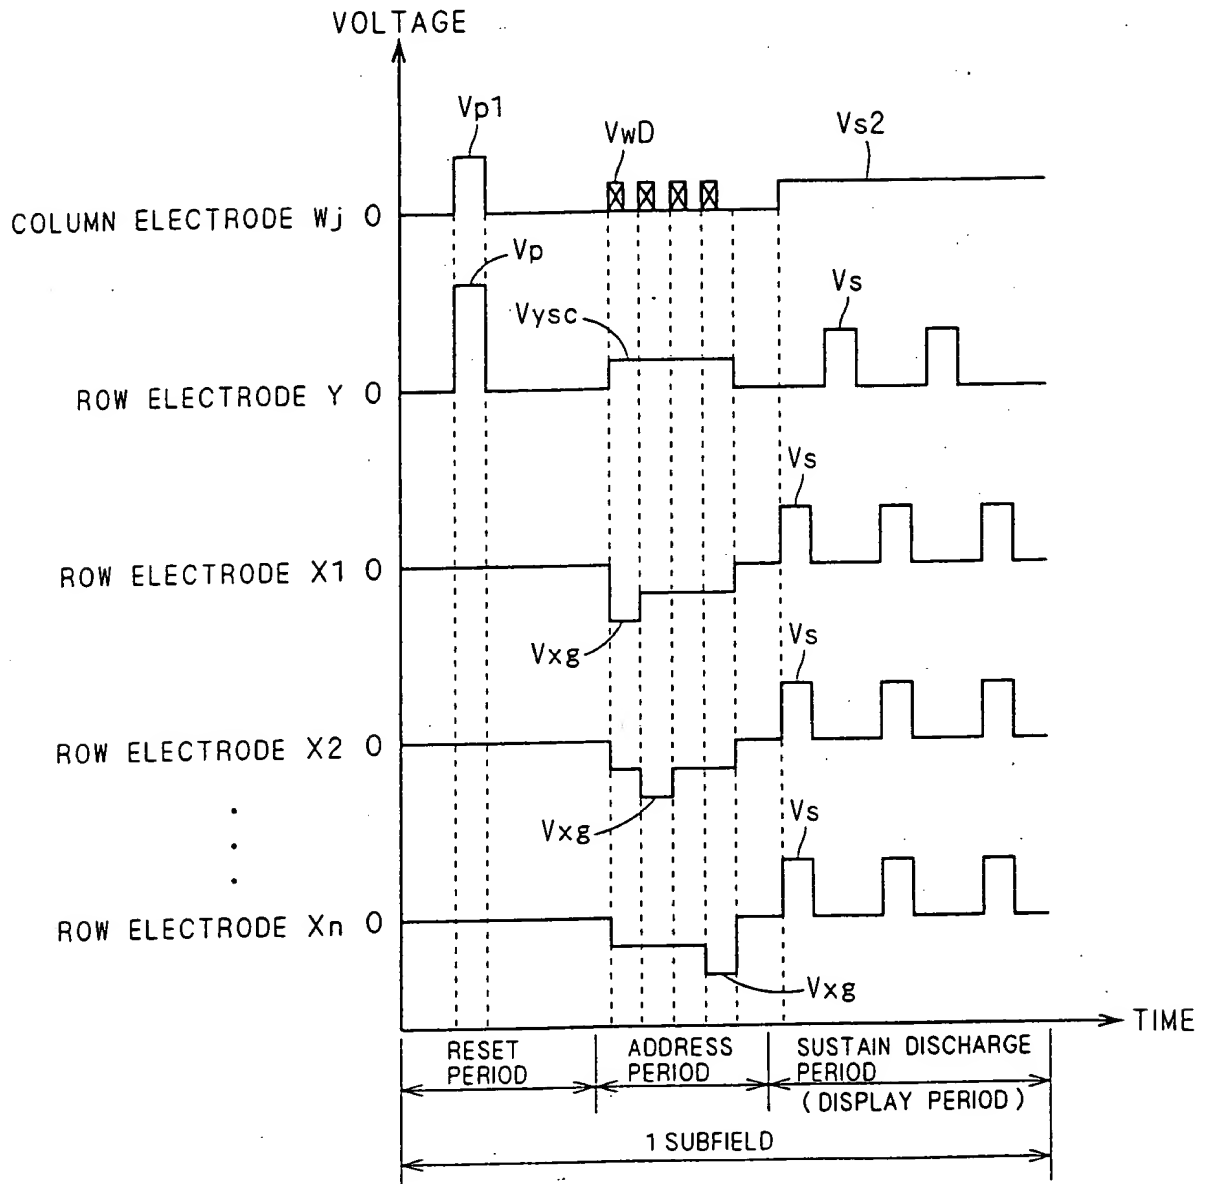 VOLTAGE
Vp1
VwD
Vs2
COLUMN ELECTRODE Wj 0
Vp
Vysc
Vs
ROW ELECTRODE Y 0
Vs
ROW ELECTRODE X1 0
Vxg
Vs
ROW ELECTRODE X2 0
Vxg
Vs
ROW ELECTRODE Xn 0
Vxg
TIME
RESET PERIOD
ADDRESS PERIOD
SUSTAIN DISCHARGE PERIOD
(DISPLAY PERIOD)
1 SUBFIELD